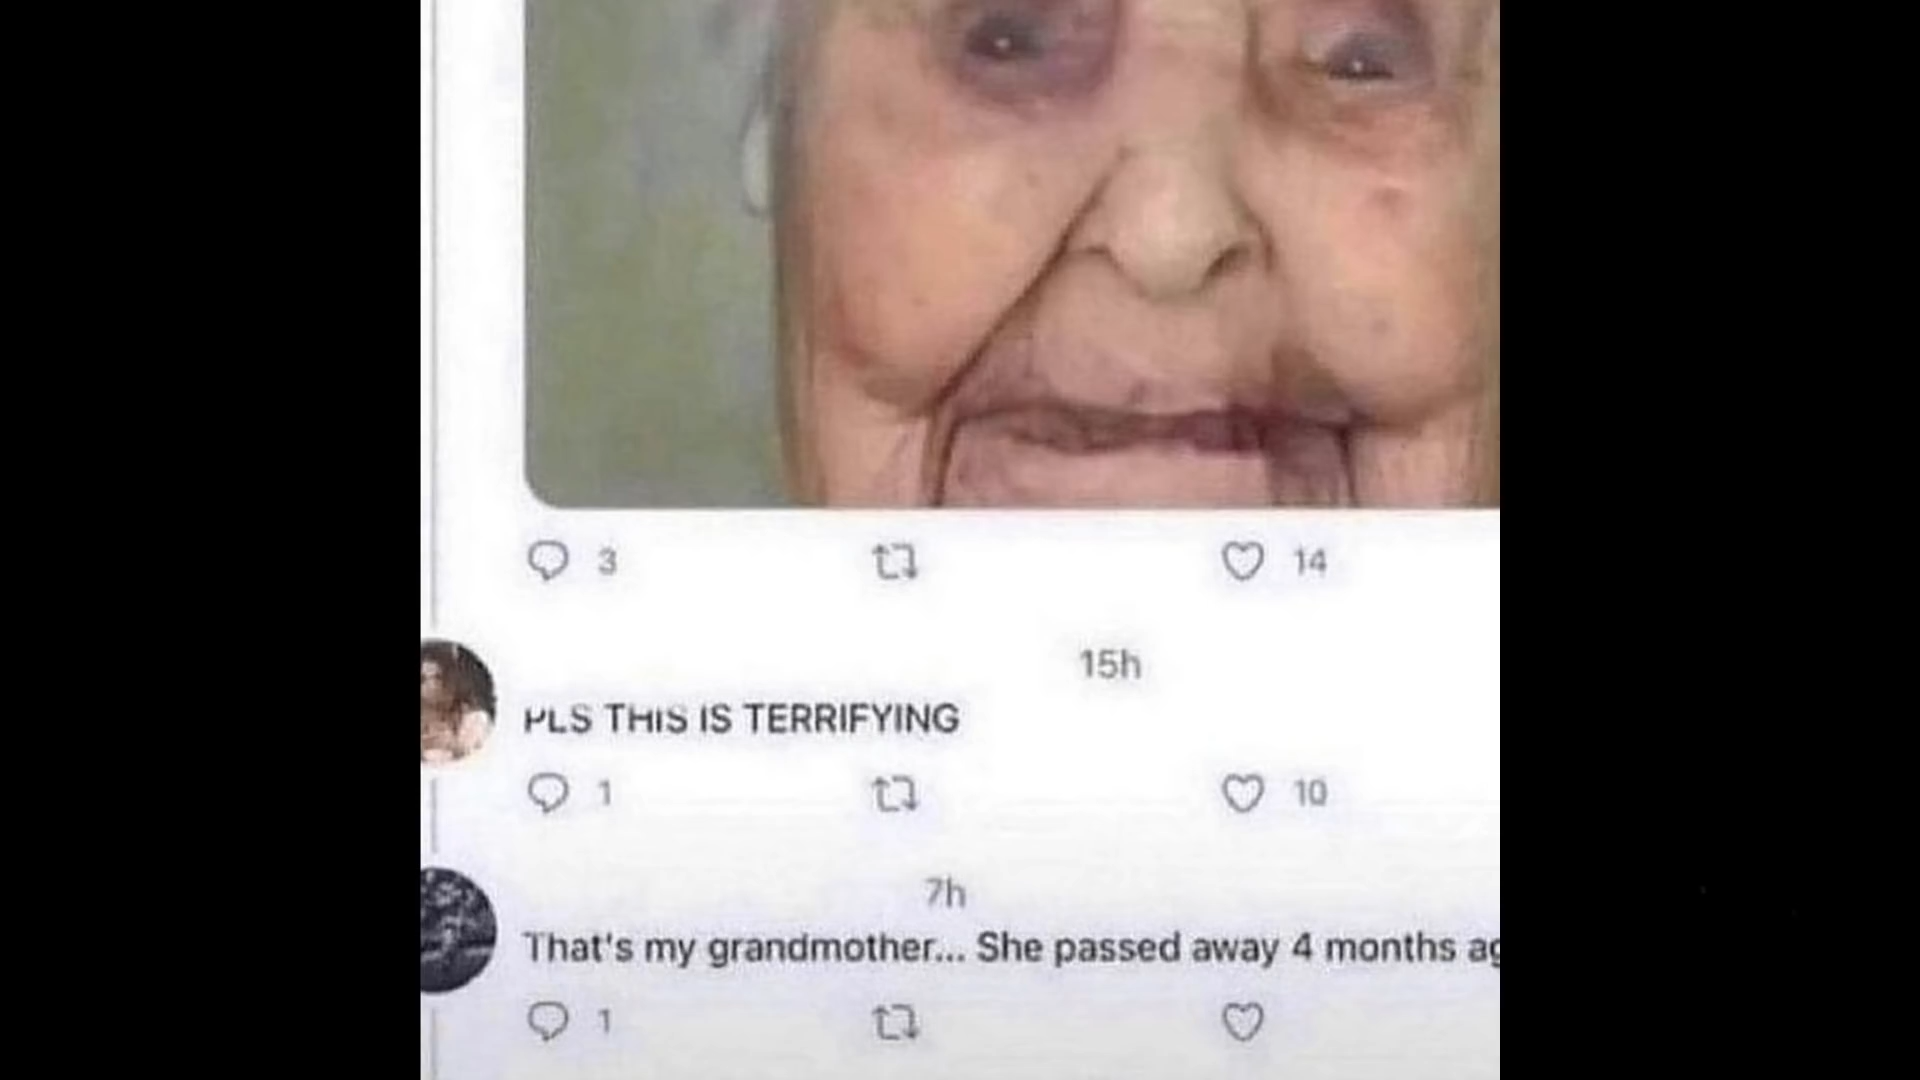 3 14
15h
PLS THIS IS TERRIFYING
1 10
7h
That's my grandmother... She passed away 4 months ag
1